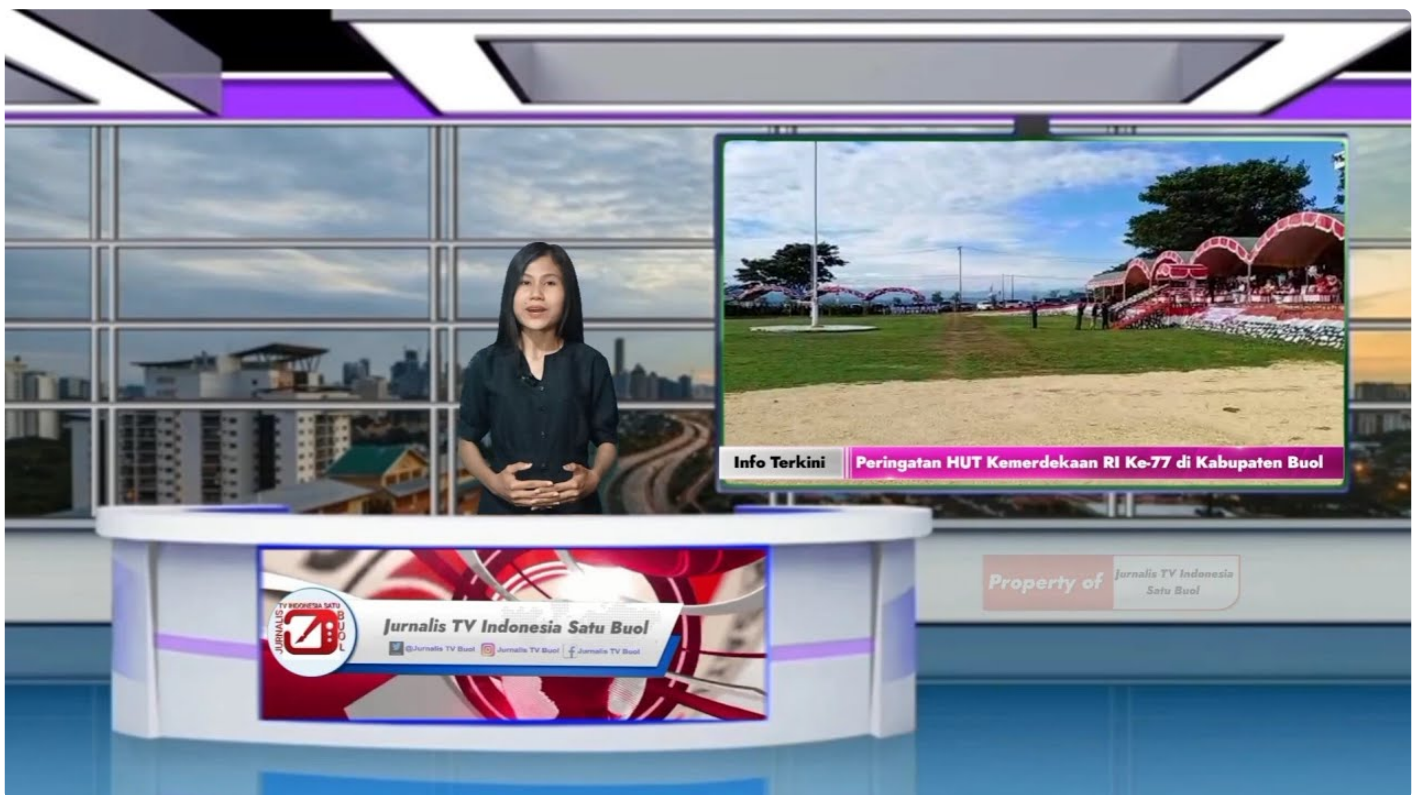 Info Terkini
Peringatan HUT Kemerdekaan RI Ke-77 di Kabupaten Buol
Property of
Jurnalis TV Indonesia
Satu Buol
TV INDONESIA SATU
JURNALIS
BUOL
Jurnalis TV Indonesia Satu Buol
@Jurnalis TV Buol Jurnalis TV Buol Jurnalis TV Buol